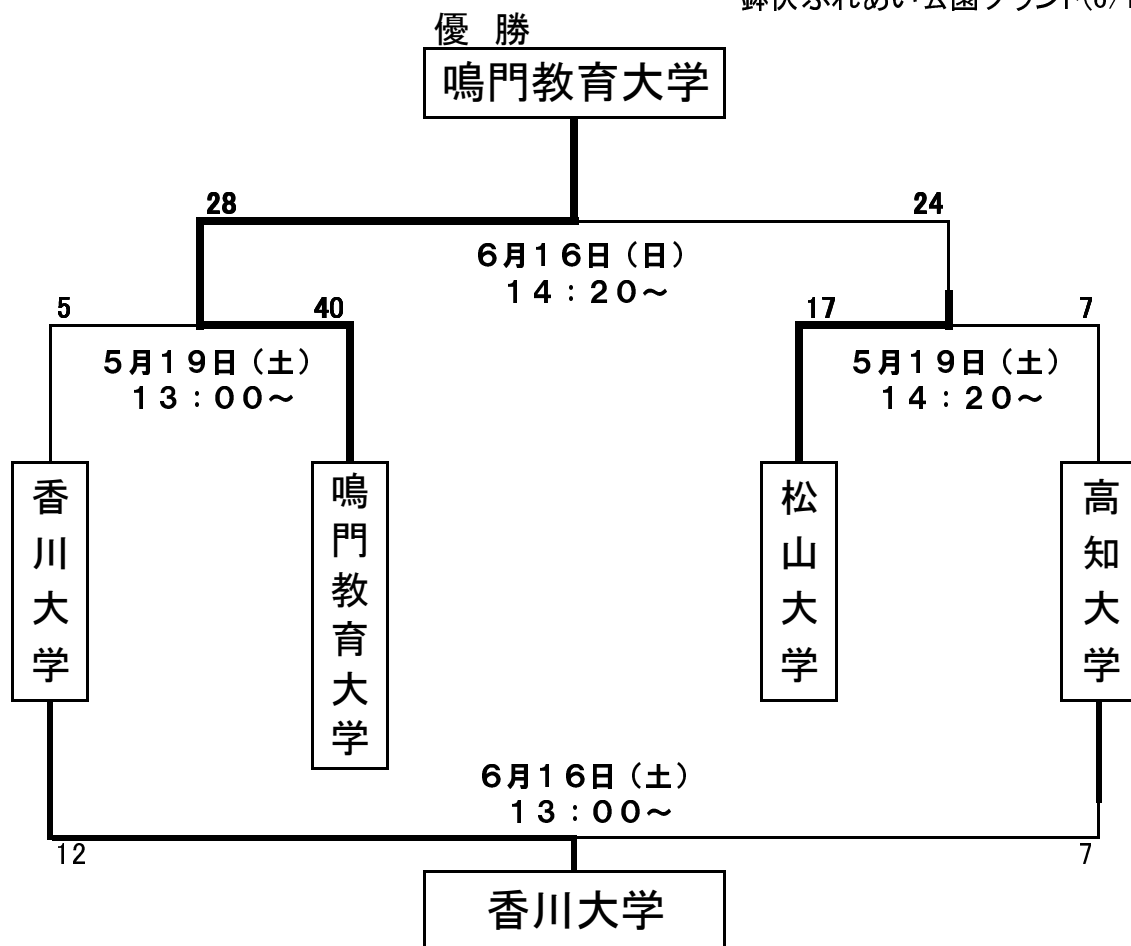 優 勝
鳴門教育大学
28
24
6月16日(日)
14:20~
5
40
17
7
5月19日(土)
13:00~
5月19日(土)
14:20~
香川大学
鳴門教育大学
松山大学
高知大学
6月16日(土)
13:00~
12
7
香川大学